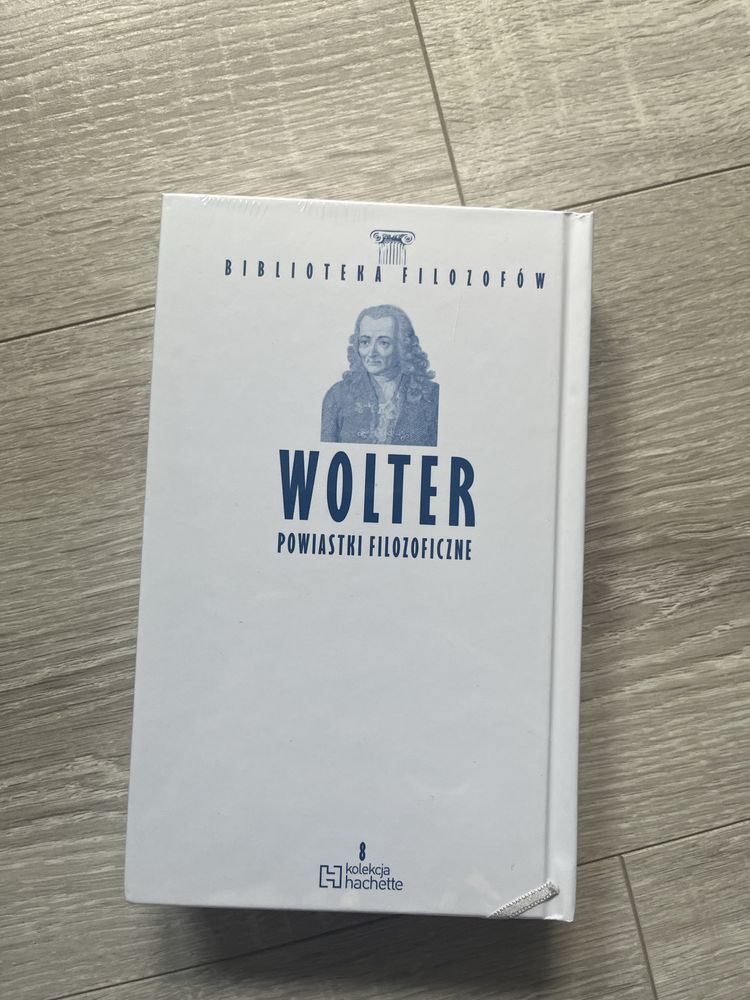 BIBLIOTEKA FILOZOFÓW
WOLTER
POWIASTKI FILOZOFICZNE
8
kolekcja
hachette